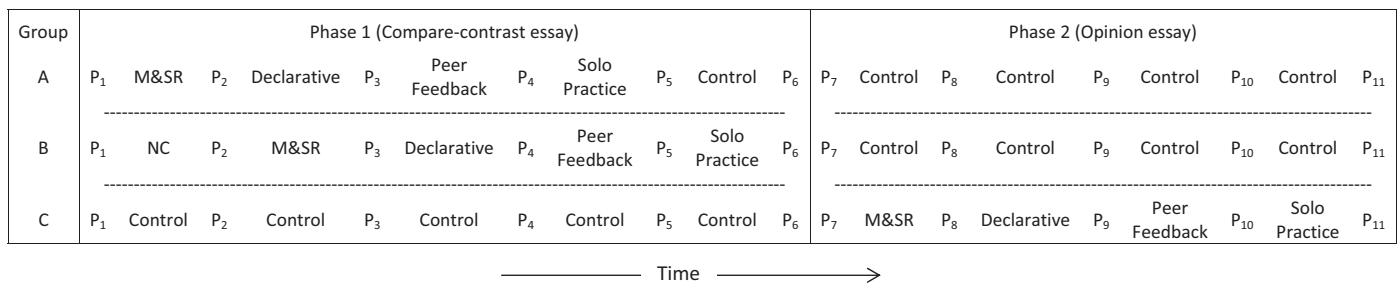 Group Phase 1 (Compare-contrast essay) Phase 2 (Opinion essay)
A P₁ M&SR P₂ Declarative P₃ Peer Feedback P₄ Solo Practice P₅ Control P₆ P₇ Control P₈ Control P₉ Control P₁₀ Control P₁₁
B P₁ NC P₂ M&SR P₃ Declarative P₄ Peer Feedback P₅ Solo Practice P₆ P₇ Control P₈ Control P₉ Control P₁₀ Control P₁₁
C P₁ Control P₂ Control P₃ Control P₄ Control P₅ Control P₆ P₇ M&SR P₈ Declarative P₉ Peer Feedback P₁₀ Solo Practice P₁₁
Time